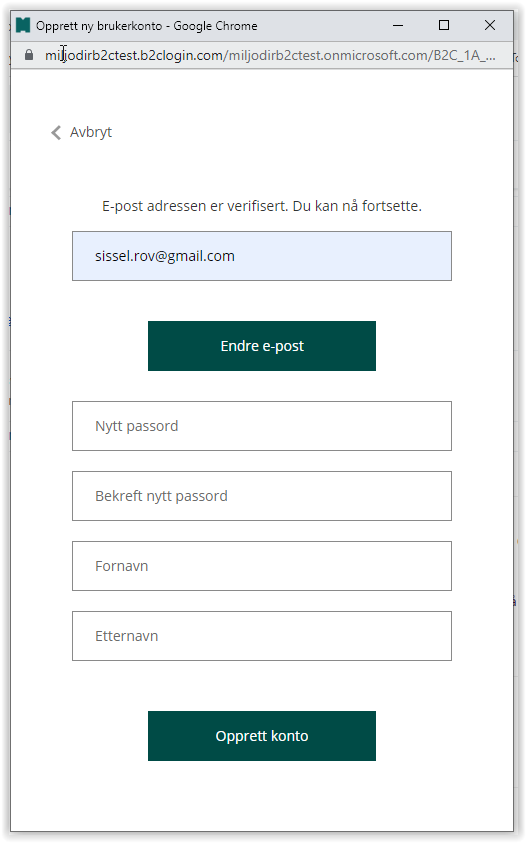 Opprett ny brukerkonto - Google Chrome
miljodirb2ctest.b2clogin.com/miljodirb2ctest.onmicrosoft.com/B2C_1A_...
Avbryt
E-post adressen er verifisert. Du kan nå fortsette.
sissel.rov@gmail.com
Endre e-post
Nytt passord
Bekreft nytt passord
Fornavn
Etternavn
Opprett konto